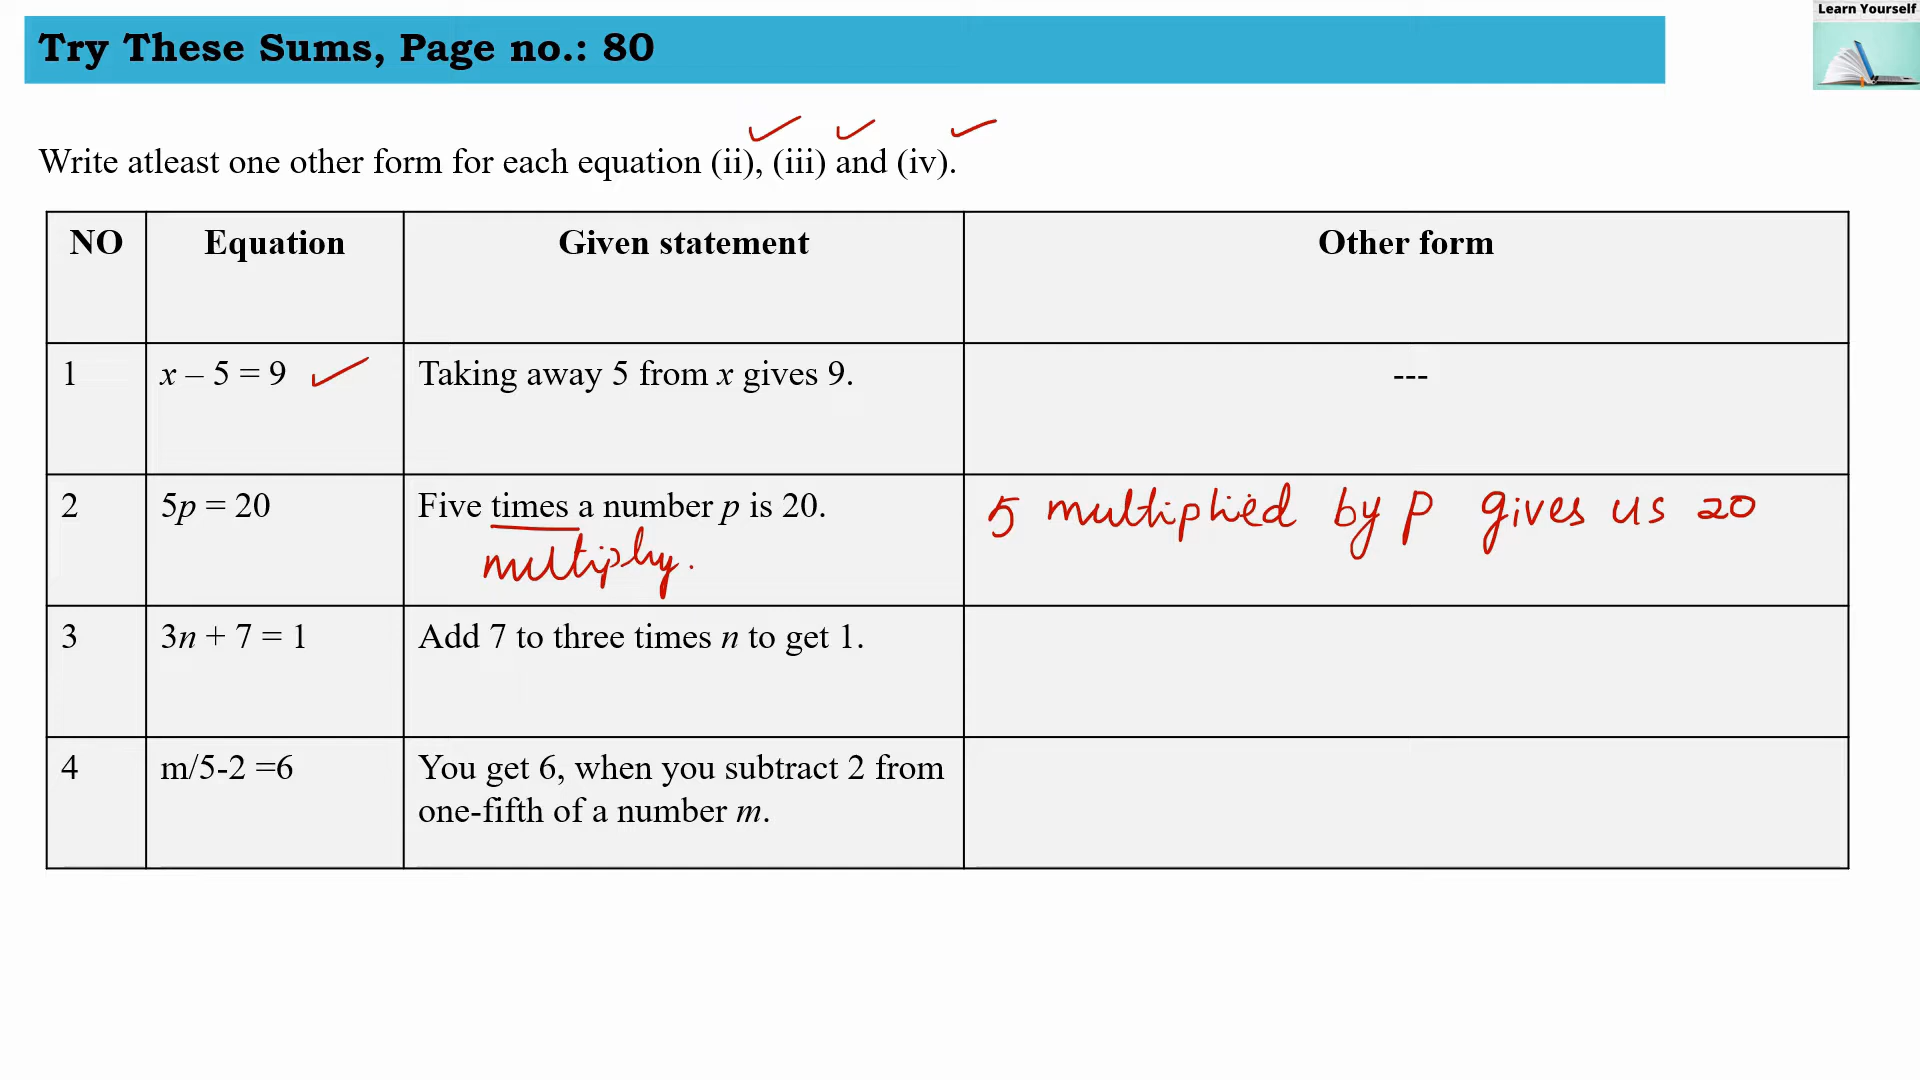 Learn Yourself
Try These Sums, Page no.: 80
Write atleast one other form for each equation (ii), (iii) and (iv).
NO Equation Given statement Other form
1 x – 5 = 9 Taking away 5 from x gives 9. ---
2 5p = 20 Five times a number p is 20. 5 multiplied by p gives us 20
multiply.
3 3n + 7 = 1 Add 7 to three times n to get 1.
4 m/5-2 =6 You get 6, when you subtract 2 from
one-fifth of a number m.